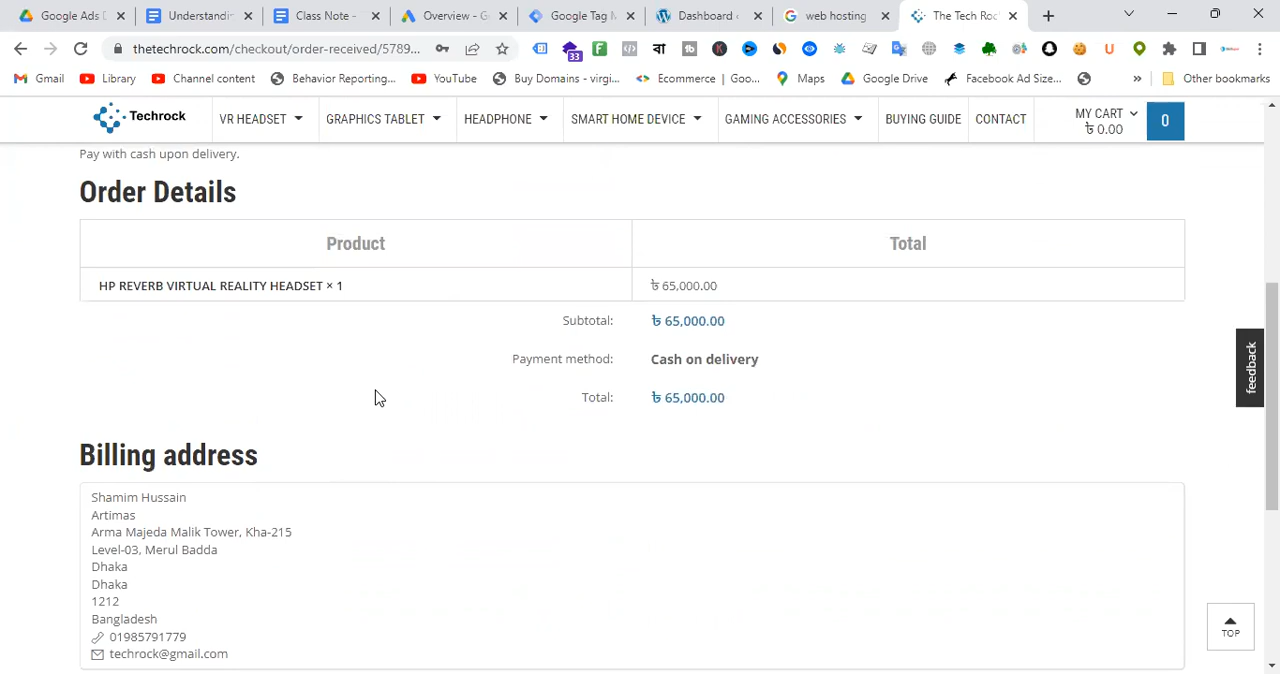 Google Ads D
Understandin
Class Note -
Overview - G
Google Tag M
Dashboard ‹
web hosting
The Tech Roc
thetechrock.com/checkout/order-received/5789...
33
Gmail
Library
Channel content
Behavior Reporting...
YouTube
Buy Domains - virgi...
Ecommerce | Goo...
Maps
Google Drive
Facebook Ad Size...
»
Other bookmarks
Techrock
VR HEADSET
GRAPHICS TABLET
HEADPHONE
SMART HOME DEVICE
GAMING ACCESSORIES
BUYING GUIDE
CONTACT
MY CART
৳ 0.00
0
Pay with cash upon delivery.
Order Details
Product Total
HP REVERB VIRTUAL REALITY HEADSET × 1 ৳ 65,000.00
Subtotal: ৳ 65,000.00
Payment method: Cash on delivery
Total: ৳ 65,000.00
feedback
Billing address
Shamim Hussain
Artimas
Arma Majeda Malik Tower, Kha-215
Level-03, Merul Badda
Dhaka
Dhaka
1212
Bangladesh
01985791779
techrock@gmail.com
TOP